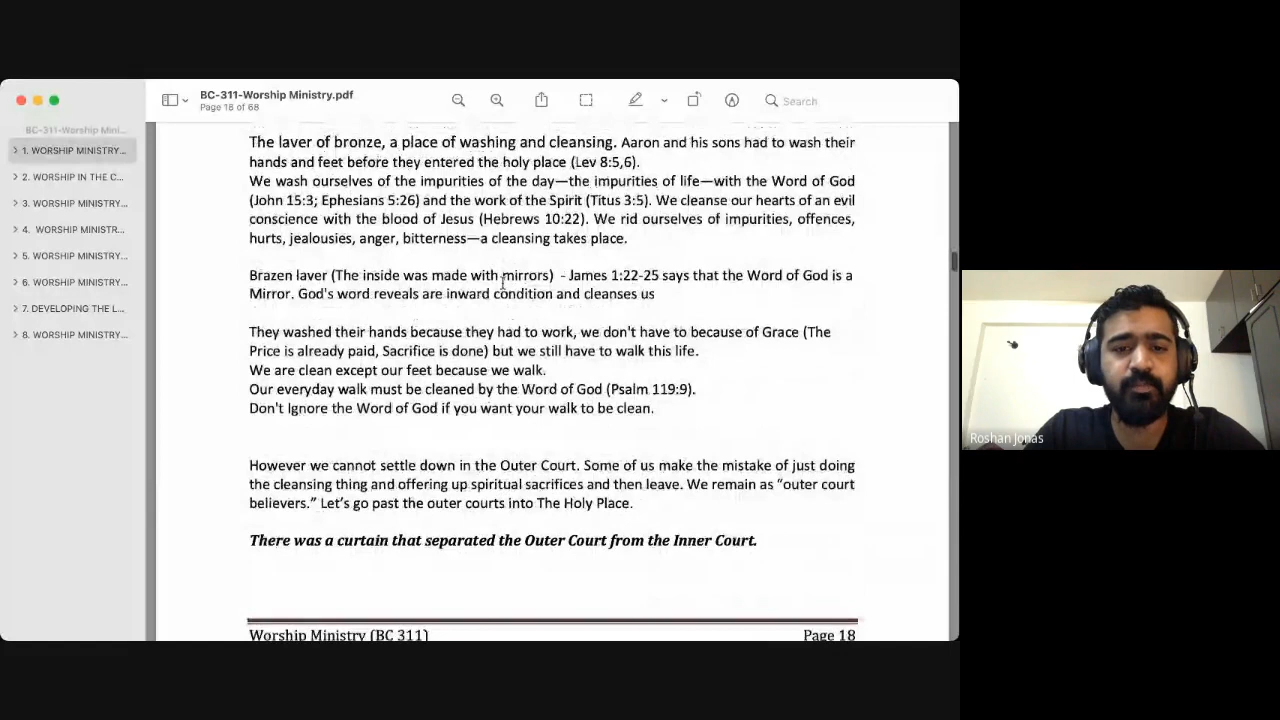 BC-311-Worship Ministry.pdf
Page 18 of 68
Search
BC-311-Worship Mini...
1. WORSHIP MINISTRY...
2. WORSHIP IN THE C...
3. WORSHIP MINISTRY...
4. WORSHIP MINISTR...
5. WORSHIP MINISTRY...
6. WORSHIP MINISTRY...
7. DEVELOPING THE L...
8. WORSHIP MINISTRY...
The laver of bronze, a place of washing and cleansing. Aaron and his sons had to wash their
hands and feet before they entered the holy place (Lev 8:5,6).
We wash ourselves of the impurities of the day—the impurities of life—with the Word of God
(John 15:3; Ephesians 5:26) and the work of the Spirit (Titus 3:5). We cleanse our hearts of an evil
conscience with the blood of Jesus (Hebrews 10:22). We rid ourselves of impurities, offences,
hurts, jealousies, anger, bitterness—a cleansing takes place.
Brazen laver (The inside was made with mirrors) - James 1:22-25 says that the Word of God is a
Mirror. God's word reveals are inward condition and cleanses us
They washed their hands because they had to work, we don't have to because of Grace (The
Price is already paid, Sacrifice is done) but we still have to walk this life.
We are clean except our feet because we walk.
Our everyday walk must be cleaned by the Word of God (Psalm 119:9).
Don't Ignore the Word of God if you want your walk to be clean.
However we cannot settle down in the Outer Court. Some of us make the mistake of just doing
the cleansing thing and offering up spiritual sacrifices and then leave. We remain as “outer court
believers.” Let’s go past the outer courts into The Holy Place.
There was a curtain that separated the Outer Court from the Inner Court.
Worship Ministry (BC 311)
Page 18
Roshan Jonas